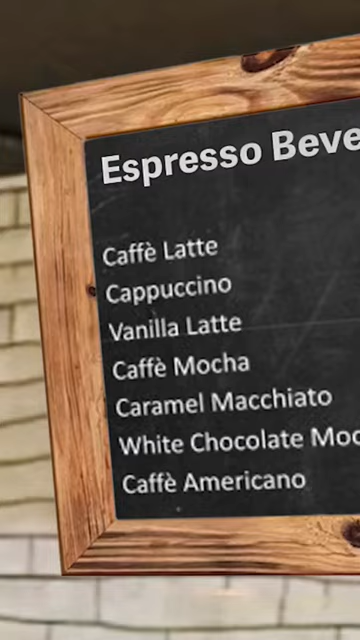 Espresso Beve
Caffè Latte
Cappuccino
Vanilla Latte
Caffè Mocha
Caramel Macchiato
White Chocolate Moc
Caffè Americano